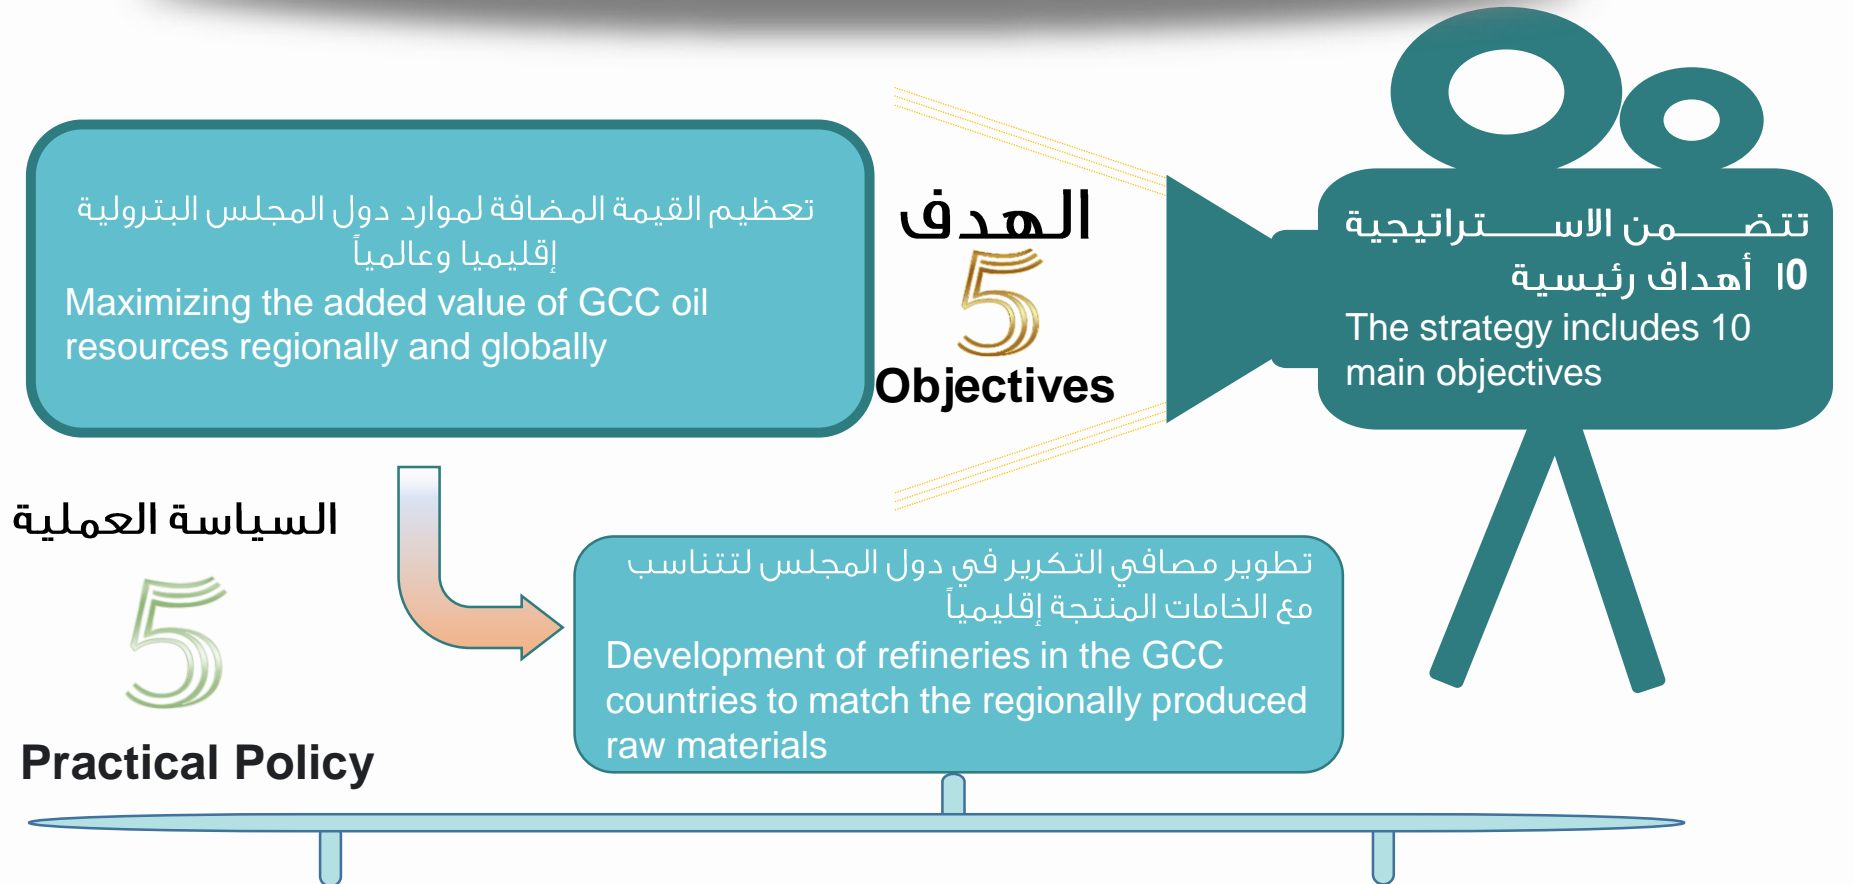 تتضمن الاستراتيجية
10 أهداف رئيسية
The strategy includes 10
main objectives
الهدف
5
Objectives
تعظيم القيمة المضافة لموارد دول المجلس البترولية
إقليميا وعالمياً
Maximizing the added value of GCC oil
resources regionally and globally
السياسة العملية
5
Practical Policy
تطوير مصافي التكرير في دول المجلس لتتناسب
مع الخامات المنتجة إقليمياً
Development of refineries in the GCC
countries to match the regionally produced
raw materials